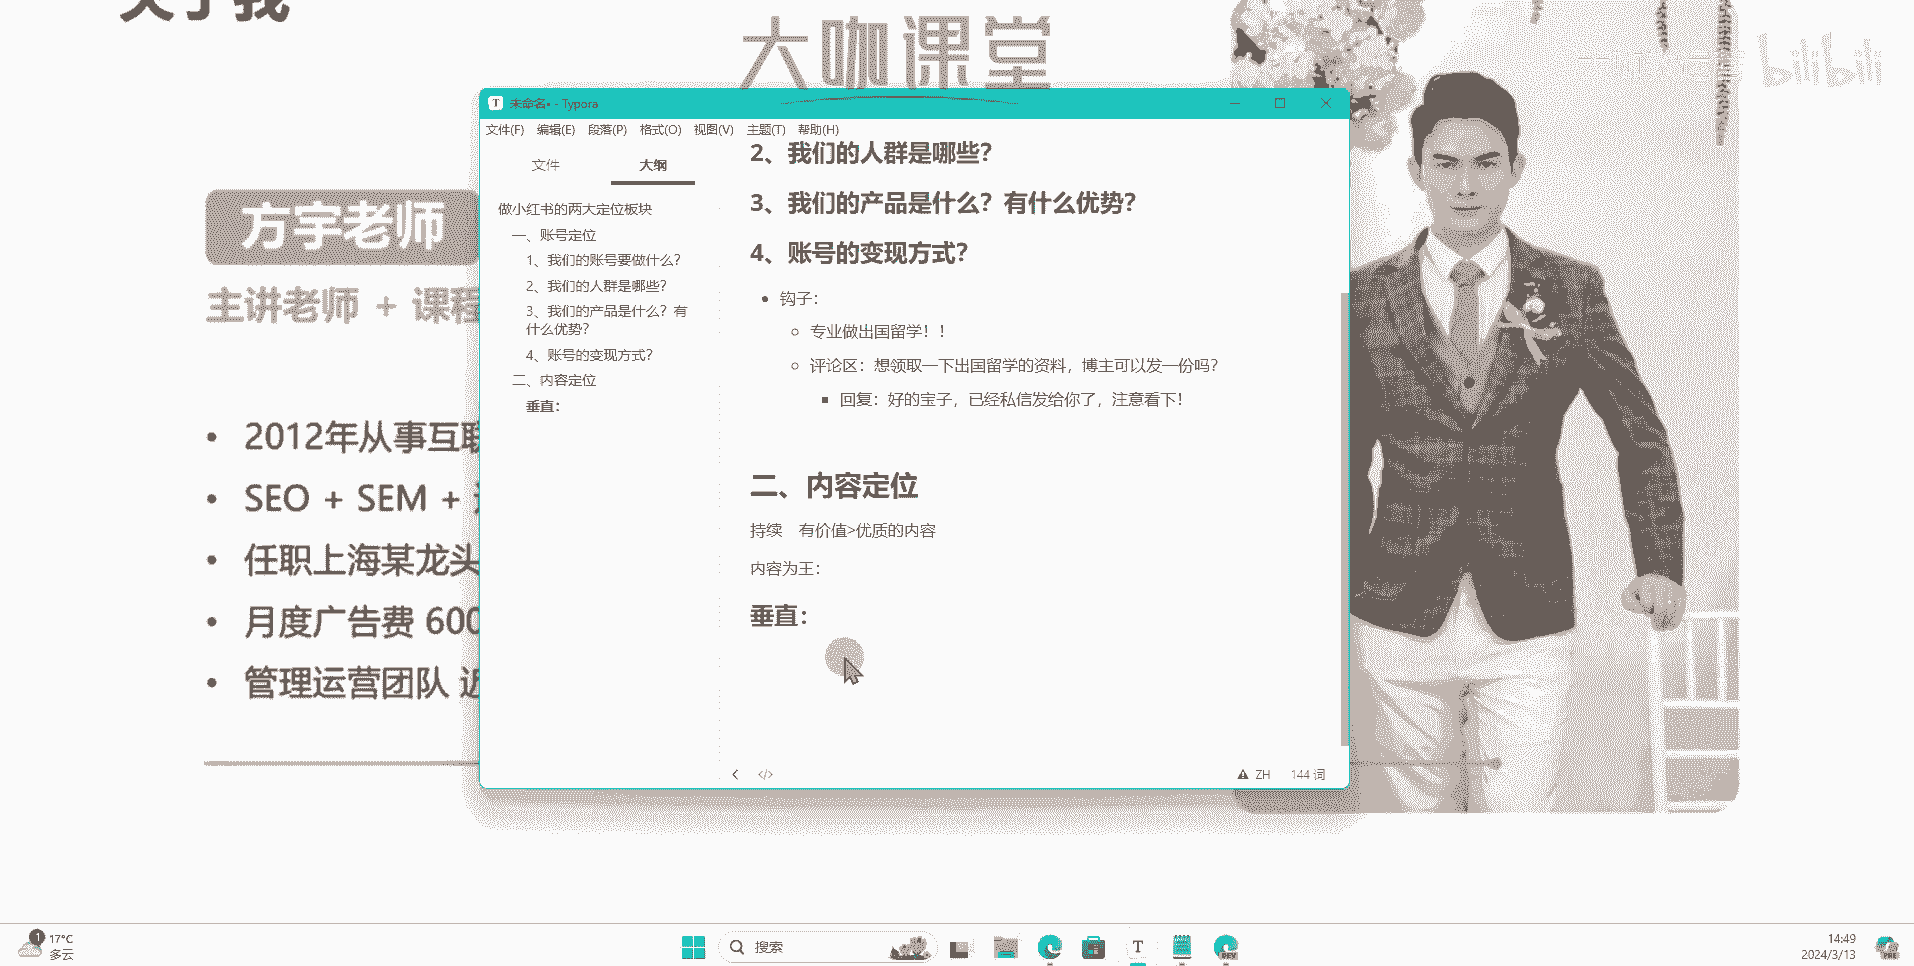 关于我
大咖课堂
bilibili
未命名• - Typora
文件(F) 编辑(E) 段落(P) 格式(O) 视图(V) 主题(T) 帮助(H)
文件 大纲
做小红书的两大定位板块
一、账号定位
1、我们的账号要做什么？
2、我们的人群是哪些？
3、我们的产品是什么？有
什么优势？
4、账号的变现方式？
二、内容定位
垂直：
2、我们的人群是哪些？
3、我们的产品是什么？有什么优势？
4、账号的变现方式？
钩子：
专业做出国留学！！
评论区：想领取一下出国留学的资料，博主可以发一份吗？
回复：好的宝子，已经私信发给你了，注意看下！
二、内容定位
持续 有价值>优质的内容
内容为王：
垂直：
ZH 144 词
方宇老师
主讲老师 + 课程
• 2012年从事互联
• SEO + SEM +
• 任职上海某龙头
• 月度广告费 600
• 管理运营团队 近
1
17°C
多云
搜索
DEV
14:49
2024/3/13
PRE